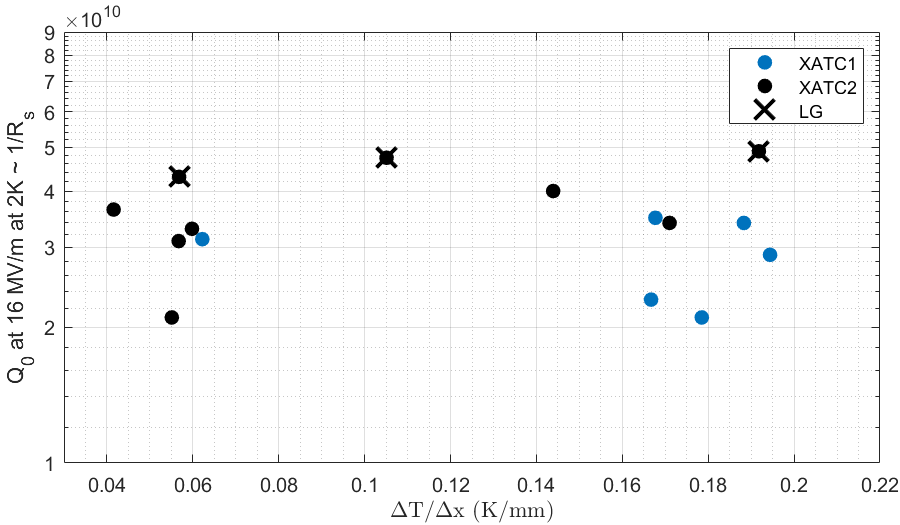 ×10^10
9
8
7
6
5
4
3
2
1
Q_0 at 16 MV/m at 2K ~ 1/R_s
0.04 0.06 0.08 0.1 0.12 0.14 0.16 0.18 0.2 0.22
ΔT/Δx (K/mm)
XATC1
XATC2
LG